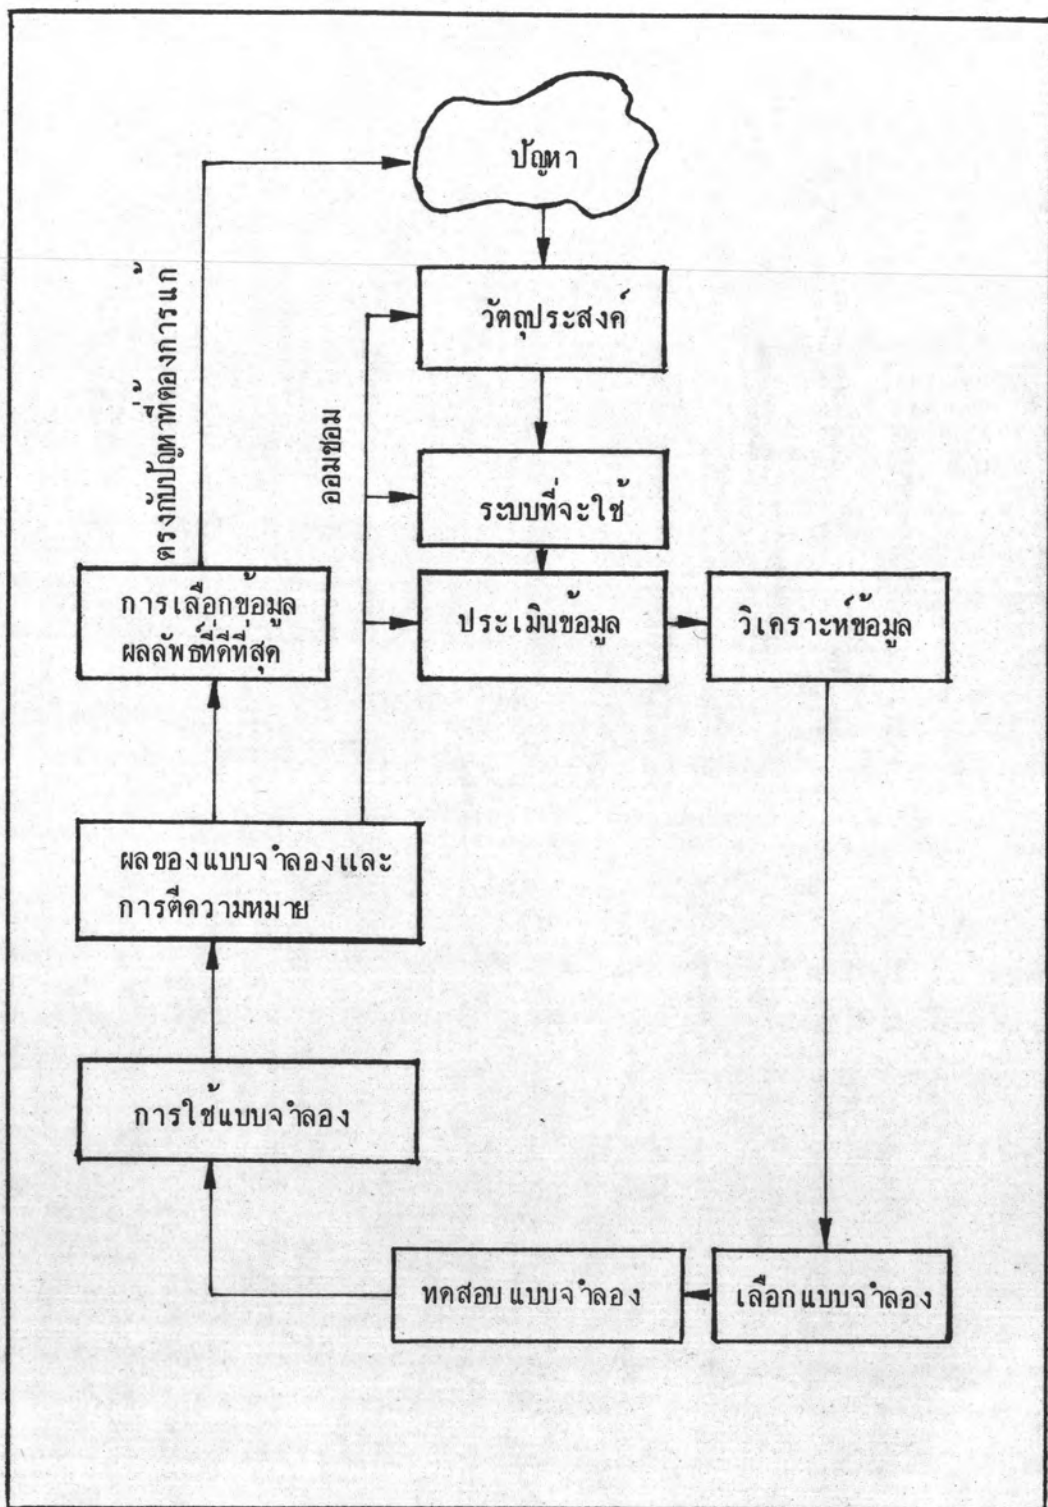 ปัญหา
วัตถุประสงค์
ระบบที่จะใช้
ประเมินข้อมูล
วิเคราะห์ข้อมูล
ตรงกับปัญหาที่ต้องการแก้
ออมชอม
การเลือกข้อมูล
ผลลัพธ์ที่ดีที่สุด
ผลของแบบจำลองและ
การตีความหมาย
การใช้แบบจำลอง
ทดสอบ แบบจำลอง
เลือกแบบจำลอง